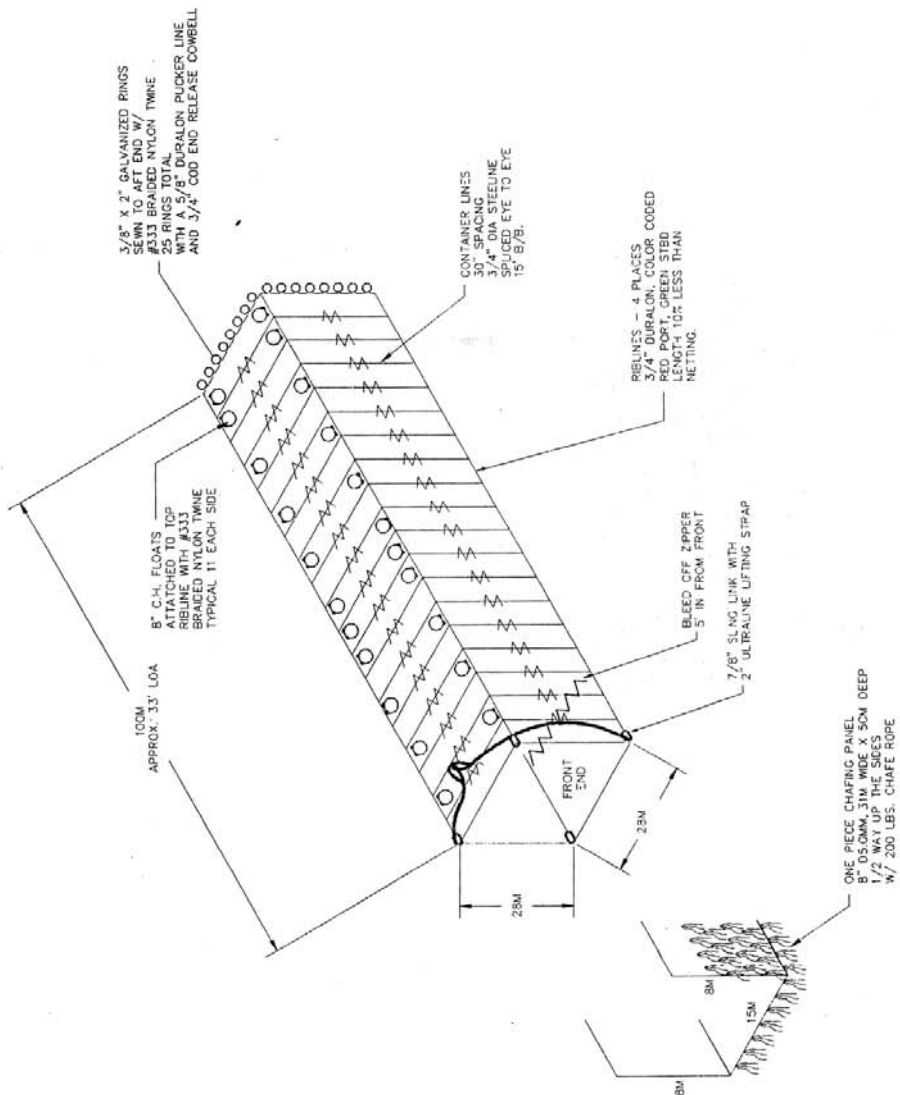 3/8" X 2" GALVANIZED RINGS
SEWN TO AFT END W/
#333 BRAIDED NYLON TWINE
25 RINGS TOTAL
WITH A 5/8" DURALON PUCKER LINE
AND 3/4" COD END RELEASE COWBELL
8" C.H. FLOATS
ATTATCHED TO TOP
RIBLINE WITH #333
BRAIDED NYLON TWINE
TYPICAL 11 EACH SIDE
100M
APPROX: 33' LOA
CONTAINER LINES
30" SPACING
3/4" DIA STEELINE
SPLICED EYE TO EYE
15' B/B.
RIBLINES - 4 PLACES
3/4" DURALON, COLOR CODED
RED PORT, GREEN STBD
LENGTH 10% LESS THAN
NETTING.
BLEED OFF ZIPPER
5' IN FROM FRONT
7/8" SLING LINK WITH
2" ULTRALINE LIFTING STRAP
FRONT
END
28M
28M
ONE PIECE CHAFING PANEL
8" D5.0MM, 31M WIDE X 50M DEEP
1/2 WAY UP THE SIDES
W/ 200 LBS. CHAFE ROPE
8M
15M
8M